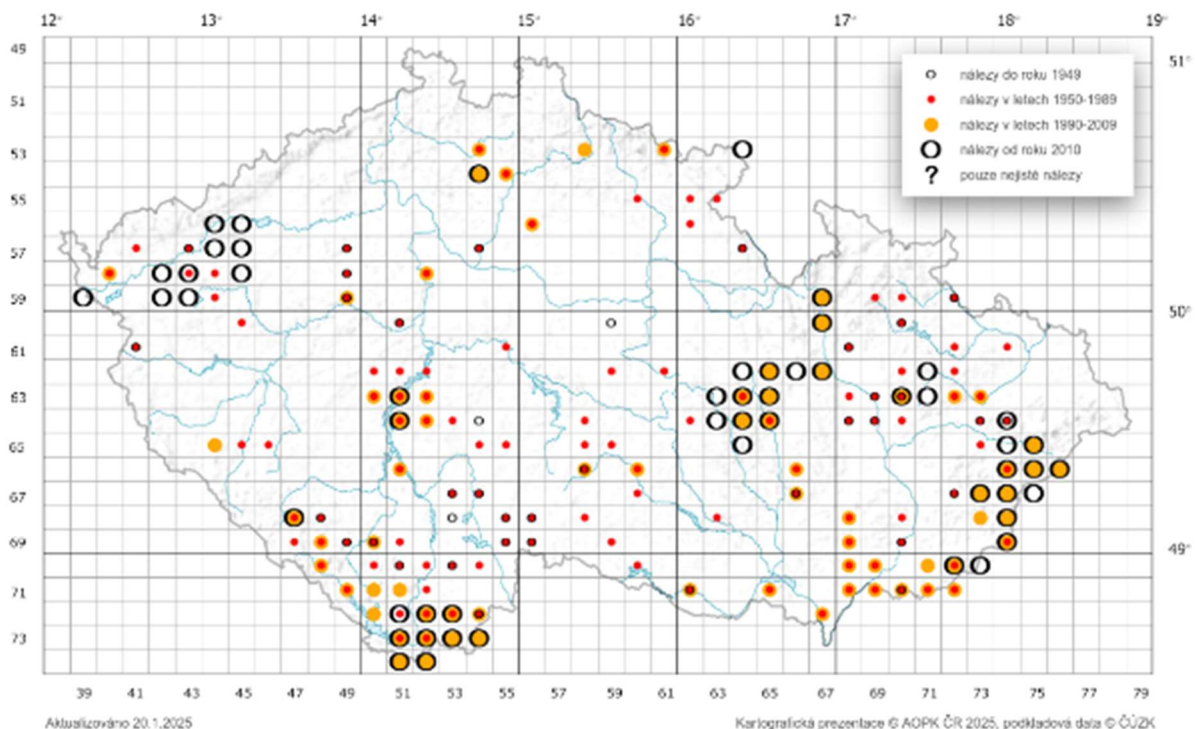 12° 13° 14° 15° 16° 17° 18° 19°
49
51°
nálezy do roku 1949
51
nálezy v letech 1950-1989
nálezy v letech 1990-2009
53
nálezy od roku 2010
? pouze nejisté nálezy
55
57
59
50°
61
63
65
67
69
49°
71
73
39 41 43 45 47 49 51 53 55 57 59 61 63 65 67 69 71 73 75 77 79
Aktualizováno 20.1.2025
Kartografická prezentace © AOPK ČR 2025, podkladová data © ČÚZK